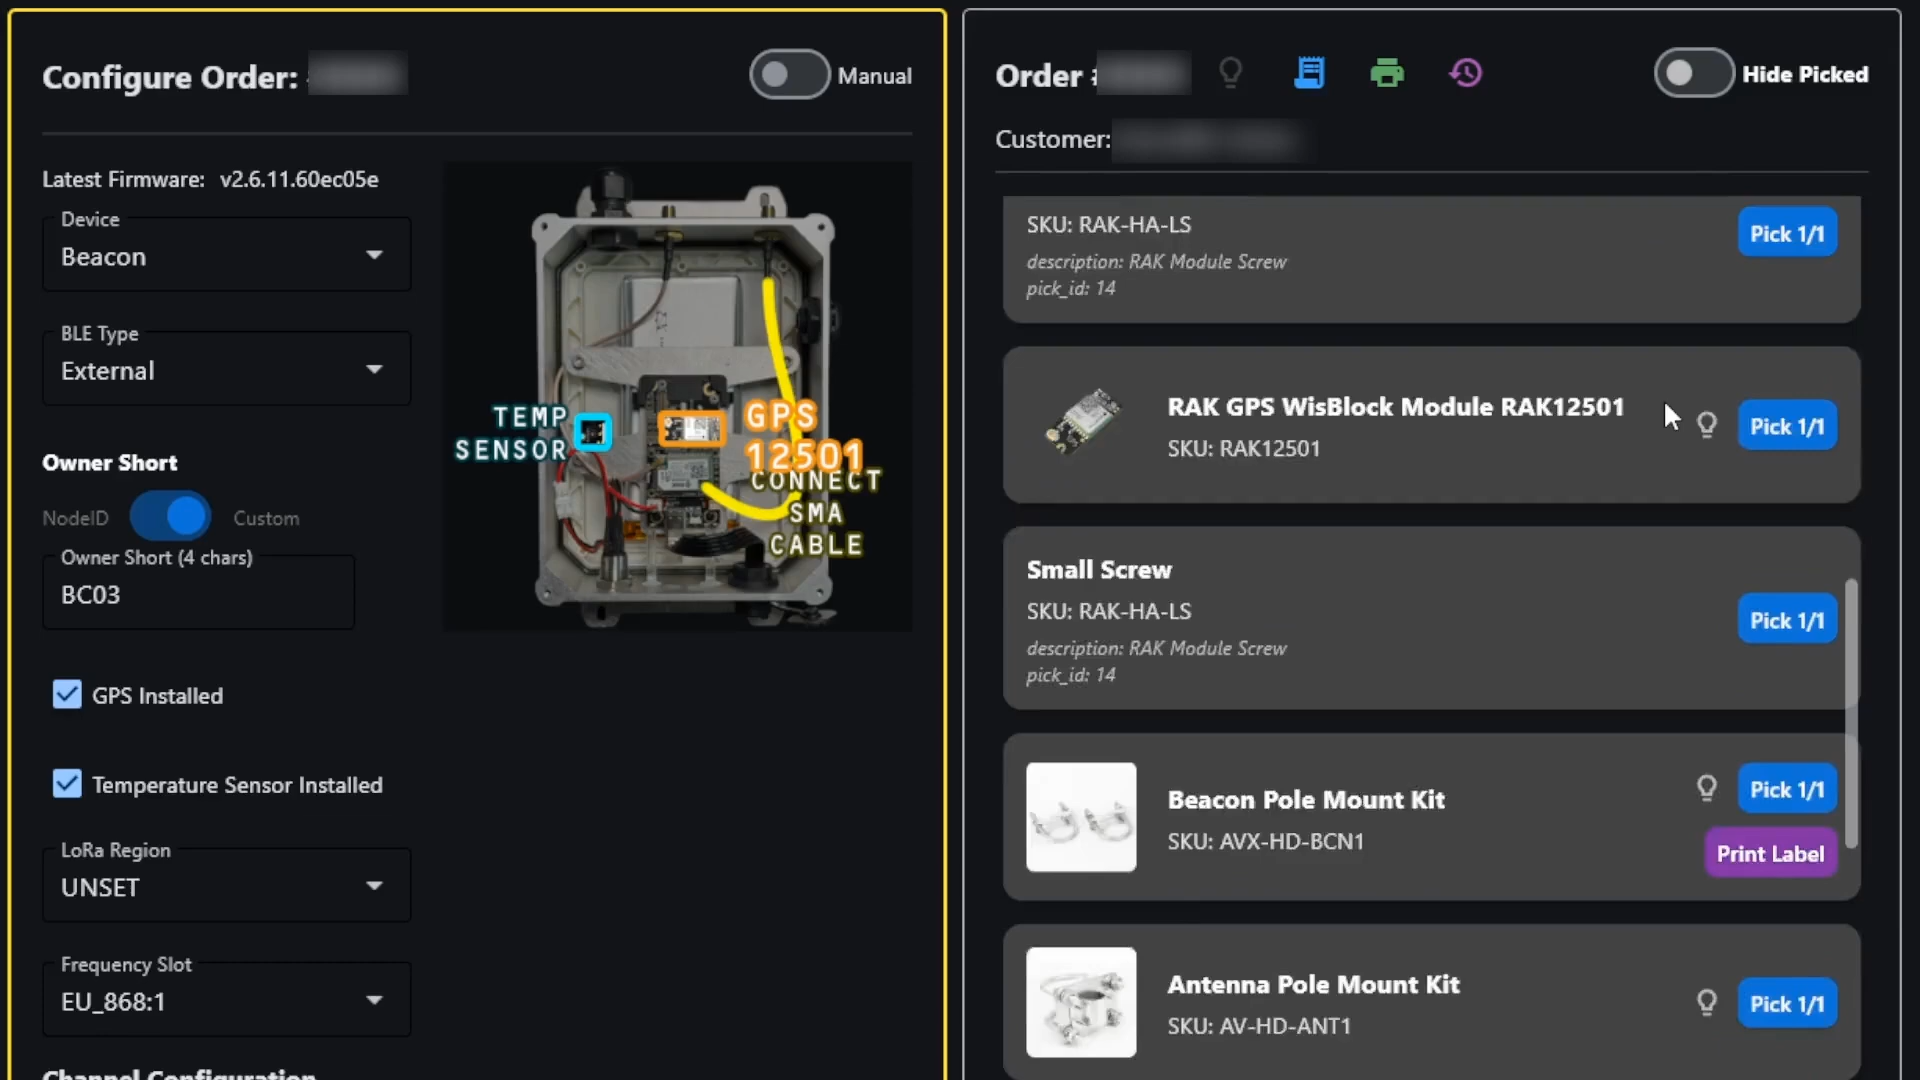 Configure Order:
Manual
Latest Firmware: v2.6.11.60ec05e
Device
Beacon
BLE Type
External
Owner Short
NodeID
Custom
Owner Short (4 chars)
BC03
GPS Installed
Temperature Sensor Installed
LoRa Region
UNSET
Frequency Slot
EU_868:1
Channel Configuration
TEMP
SENSOR
GPS
12501
CONNECT
SMA
CABLE
Order
Hide Picked
Customer:
SKU: RAK-HA-LS
description: RAK Module Screw
pick_id: 14
Pick 1/1
RAK GPS WisBlock Module RAK12501
SKU: RAK12501
Pick 1/1
Small Screw
SKU: RAK-HA-LS
description: RAK Module Screw
pick_id: 14
Pick 1/1
Beacon Pole Mount Kit
SKU: AVX-HD-BCN1
Pick 1/1
Print Label
Antenna Pole Mount Kit
SKU: AV-HD-ANT1
Pick 1/1